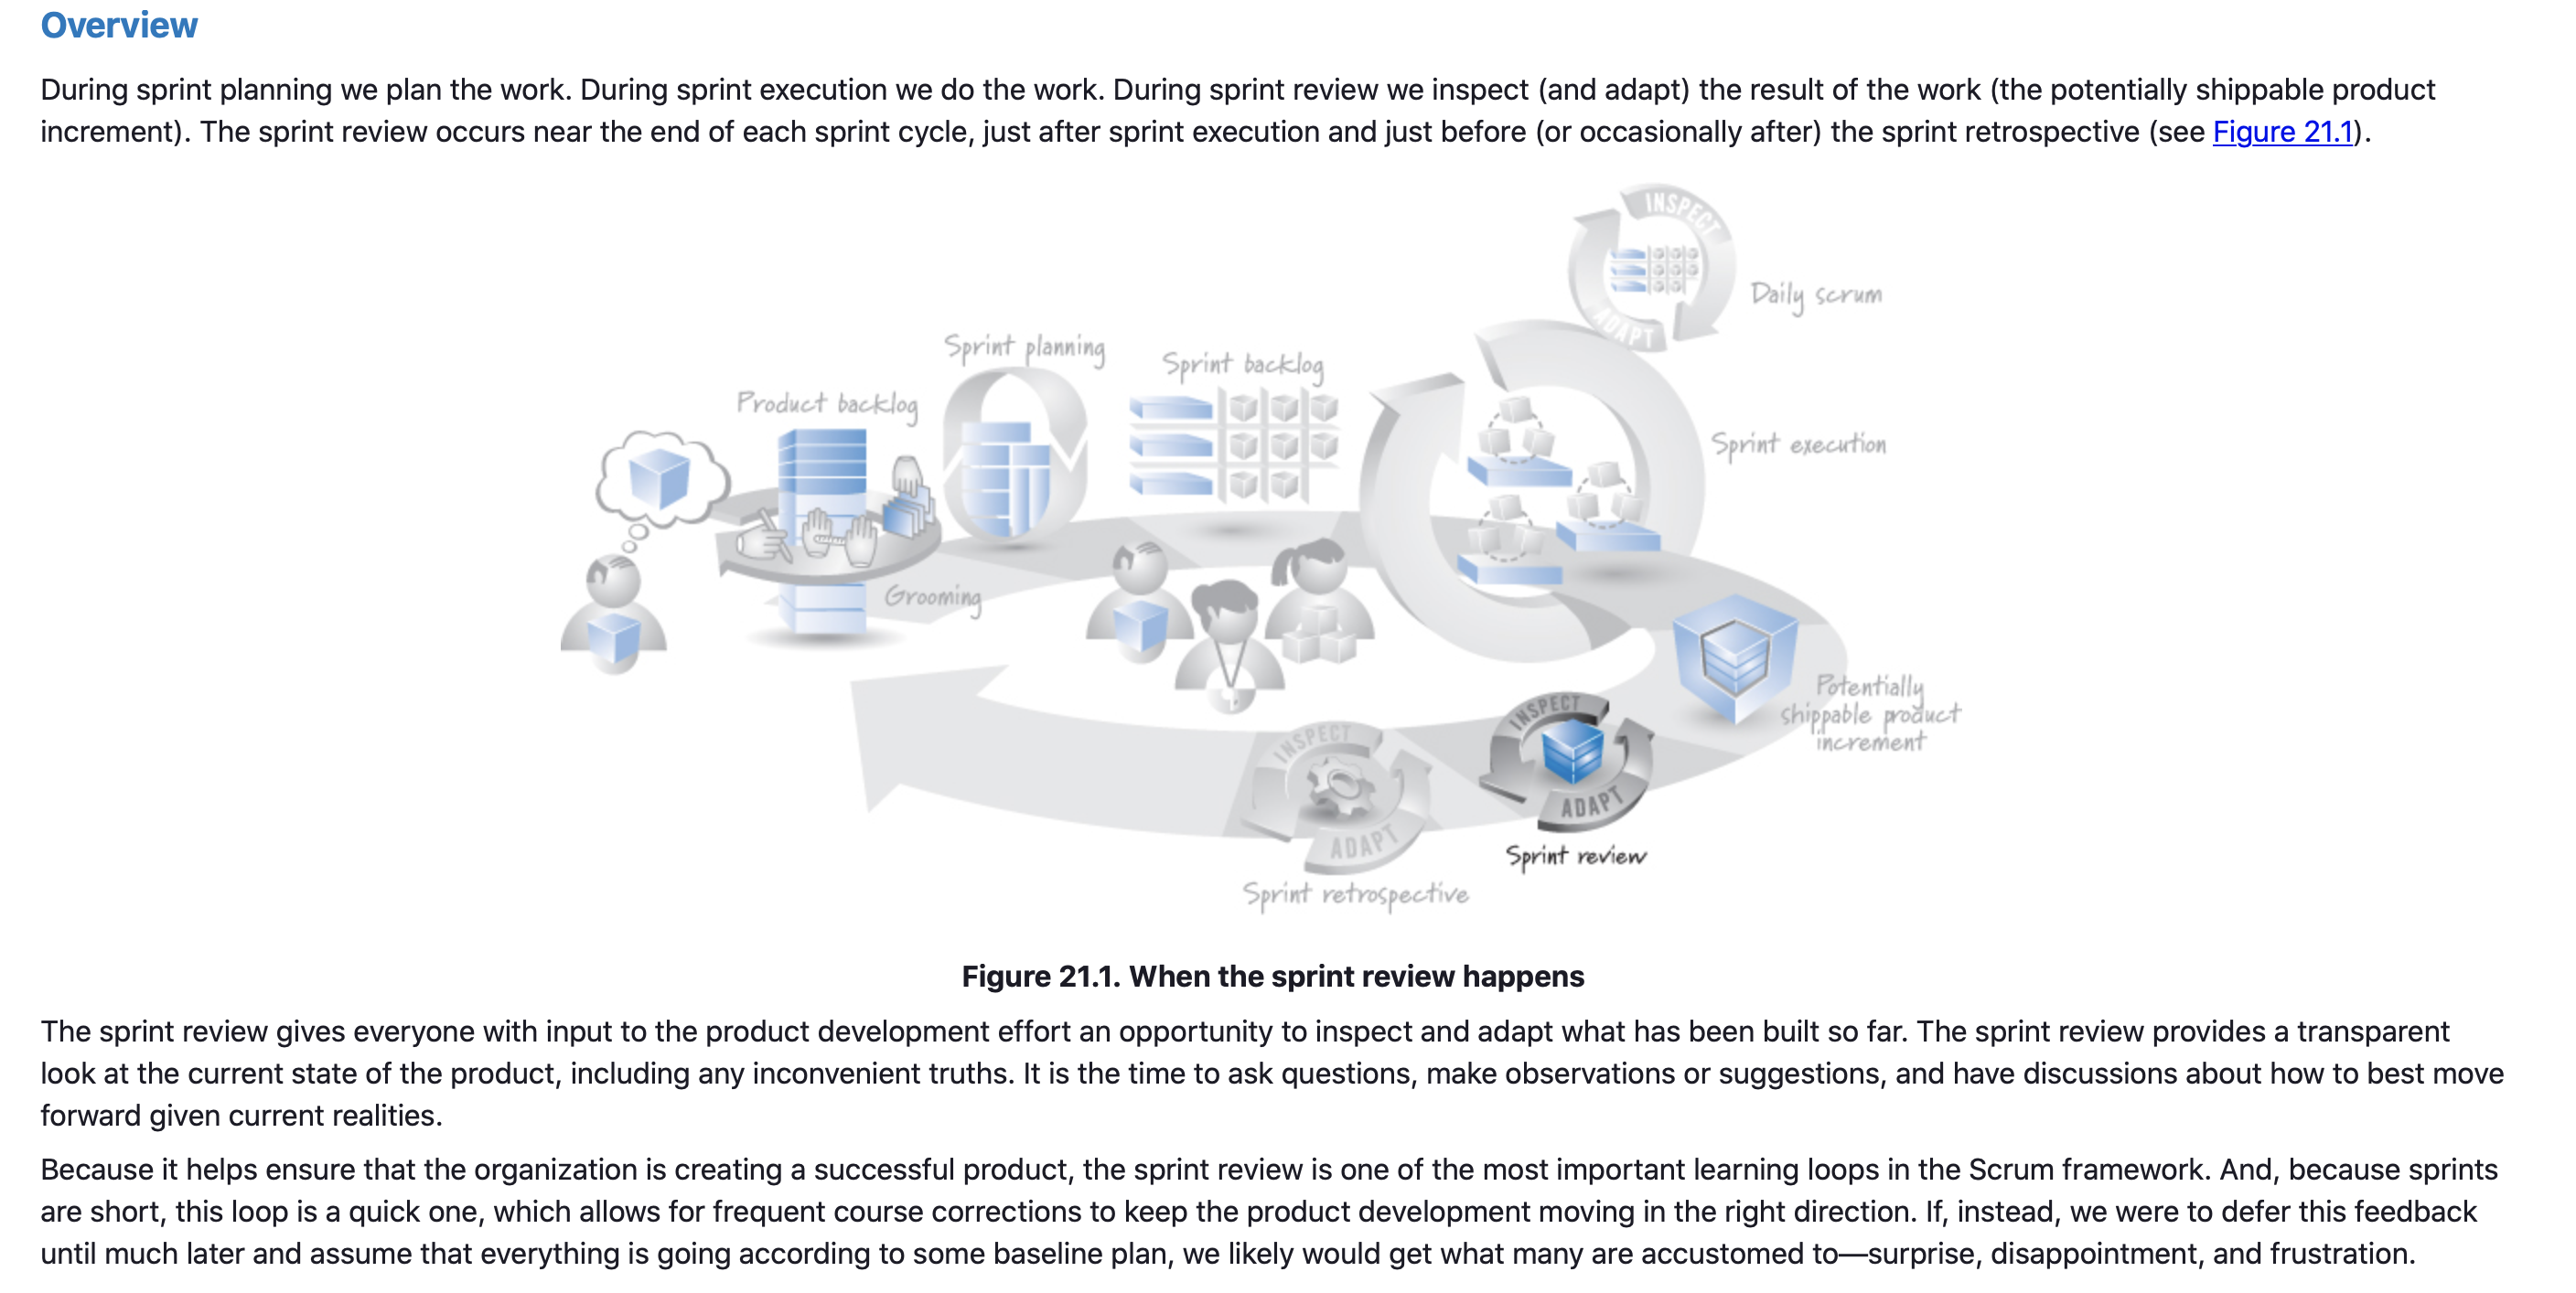 Overview
During sprint planning we plan the work. During sprint execution we do the work. During sprint review we inspect (and adapt) the result of the work (the potentially shippable product
increment). The sprint review occurs near the end of each sprint cycle, just after sprint execution and just before (or occasionally after) the sprint retrospective (see Figure 21.1).
INSPECT
ADAPT
Daily scrum
Sprint planning
Sprint backlog
Product backlog
Sprint execution
Grooming
Potentially
shippable product
increment
INSPECT
ADAPT
Sprint review
INSPECT
ADAPT
Sprint retrospective
Figure 21.1. When the sprint review happens
The sprint review gives everyone with input to the product development effort an opportunity to inspect and adapt what has been built so far. The sprint review provides a transparent
look at the current state of the product, including any inconvenient truths. It is the time to ask questions, make observations or suggestions, and have discussions about how to best move
forward given current realities.
Because it helps ensure that the organization is creating a successful product, the sprint review is one of the most important learning loops in the Scrum framework. And, because sprints
are short, this loop is a quick one, which allows for frequent course corrections to keep the product development moving in the right direction. If, instead, we were to defer this feedback
until much later and assume that everything is going according to some baseline plan, we likely would get what many are accustomed to—surprise, disappointment, and frustration.